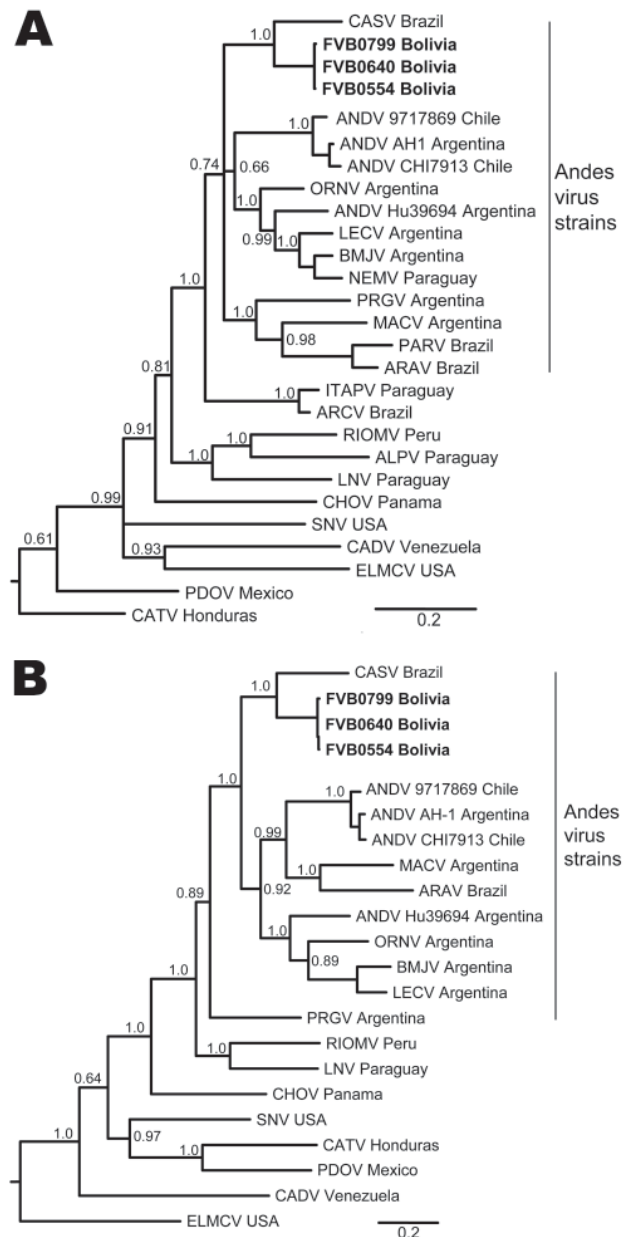 A
CASV Brazil
1.0
FVB0799 Bolivia
FVB0640 Bolivia
FVB0554 Bolivia
ANDV 9717869 Chile
1.0
ANDV AH1 Argentina
0.74
0.66
ANDV CHI7913 Chile
Andes
virus
strains
ORNV Argentina
1.0
ANDV Hu39694 Argentina
0.99
1.0
LECV Argentina
BMJV Argentina
1.0
NEMV Paraguay
PRGV Argentina
1.0
MACV Argentina
0.98
PARV Brazil
0.81
ARAV Brazil
ITAPV Paraguay
1.0
ARCV Brazil
0.91
RIOMV Peru
1.0
ALPV Paraguay
1.0
LNV Paraguay
0.99
CHOV Panama
SNV USA
0.61
0.93
CADV Venezuela
ELMCV USA
PDOV Mexico
CATV Honduras
0.2
B
CASV Brazil
1.0
FVB0799 Bolivia
FVB0640 Bolivia
FVB0554 Bolivia
1.0
ANDV 9717869 Chile
1.0
ANDV AH-1 Argentina
0.99
ANDV CHI7913 Chile
Andes
virus
strains
MACV Argentina
1.0
0.89
0.92
ARAV Brazil
ANDV Hu39694 Argentina
1.0
ORNV Argentina
0.89
BMJV Argentina
1.0
LECV Argentina
PRGV Argentina
1.0
RIOMV Peru
1.0
LNV Paraguay
0.64
CHOV Panama
SNV USA
1.0
0.97
CATV Honduras
1.0
PDOV Mexico
CADV Venezuela
ELMCV USA
0.2